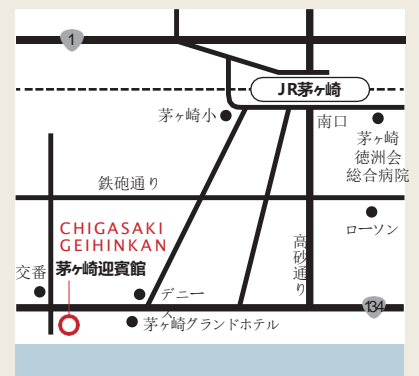 1
JR茅ヶ崎
茅ヶ崎小
南口
茅ヶ崎
徳洲会
総合病院
鉄砲通り
ローソン
CHIGASAKI
GEIHINKAN
茅ヶ崎迎賓館
高砂通り
交番
デニー
ズ
134
茅ヶ崎グランドホテル